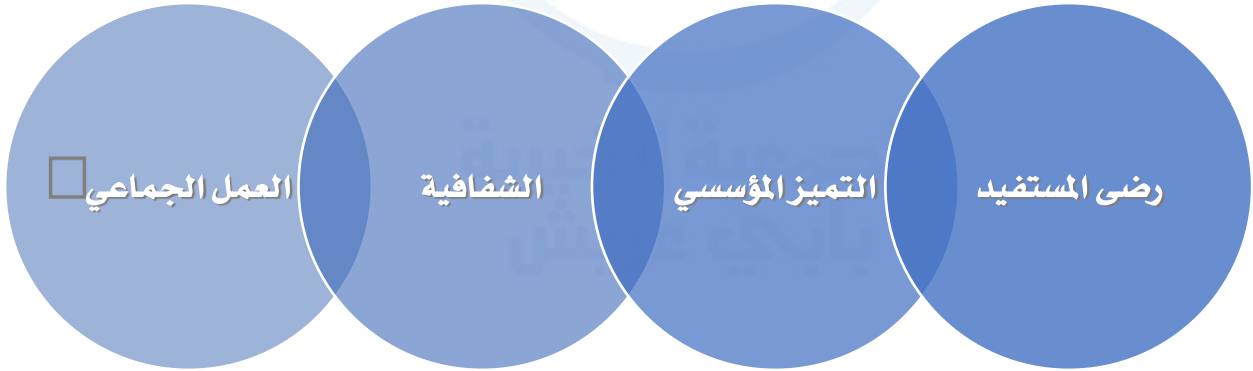 رضى المستفيد
التميز المؤسسي
الشفافية
العمل الجماعي